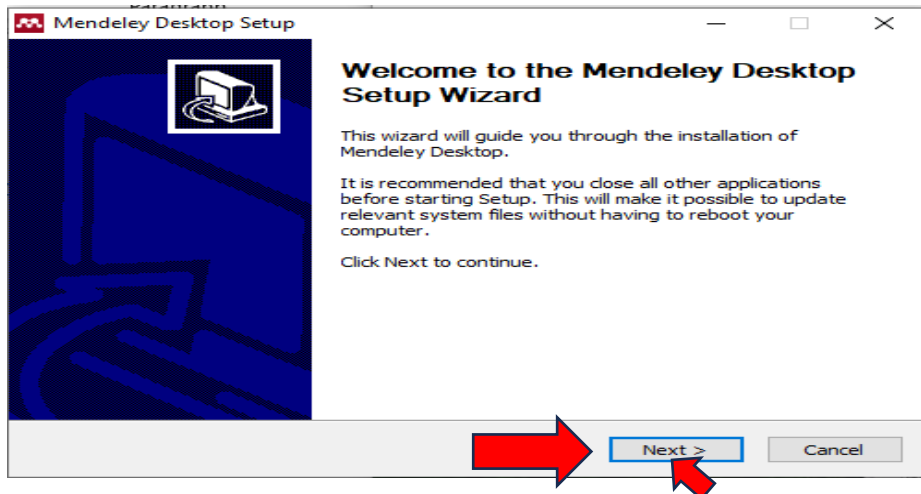 Paragraph
Mendeley Desktop Setup
Welcome to the Mendeley Desktop
Setup Wizard
This wizard will guide you through the installation of
Mendeley Desktop.
It is recommended that you close all other applications
before starting Setup. This will make it possible to update
relevant system files without having to reboot your
computer.
Click Next to continue.
Next >
Cancel